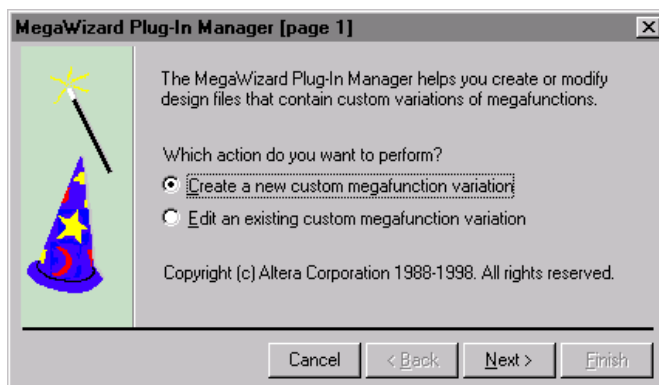 MegaWizard Plug-In Manager [page 1]
The MegaWizard Plug-In Manager helps you create or modify
design files that contain custom variations of megafunctions.
Which action do you want to perform?
Create a new custom megafunction variation
Edit an existing custom megafunction variation
Copyright (c) Altera Corporation 1988-1998. All rights reserved.
Cancel < Back Next > Finish